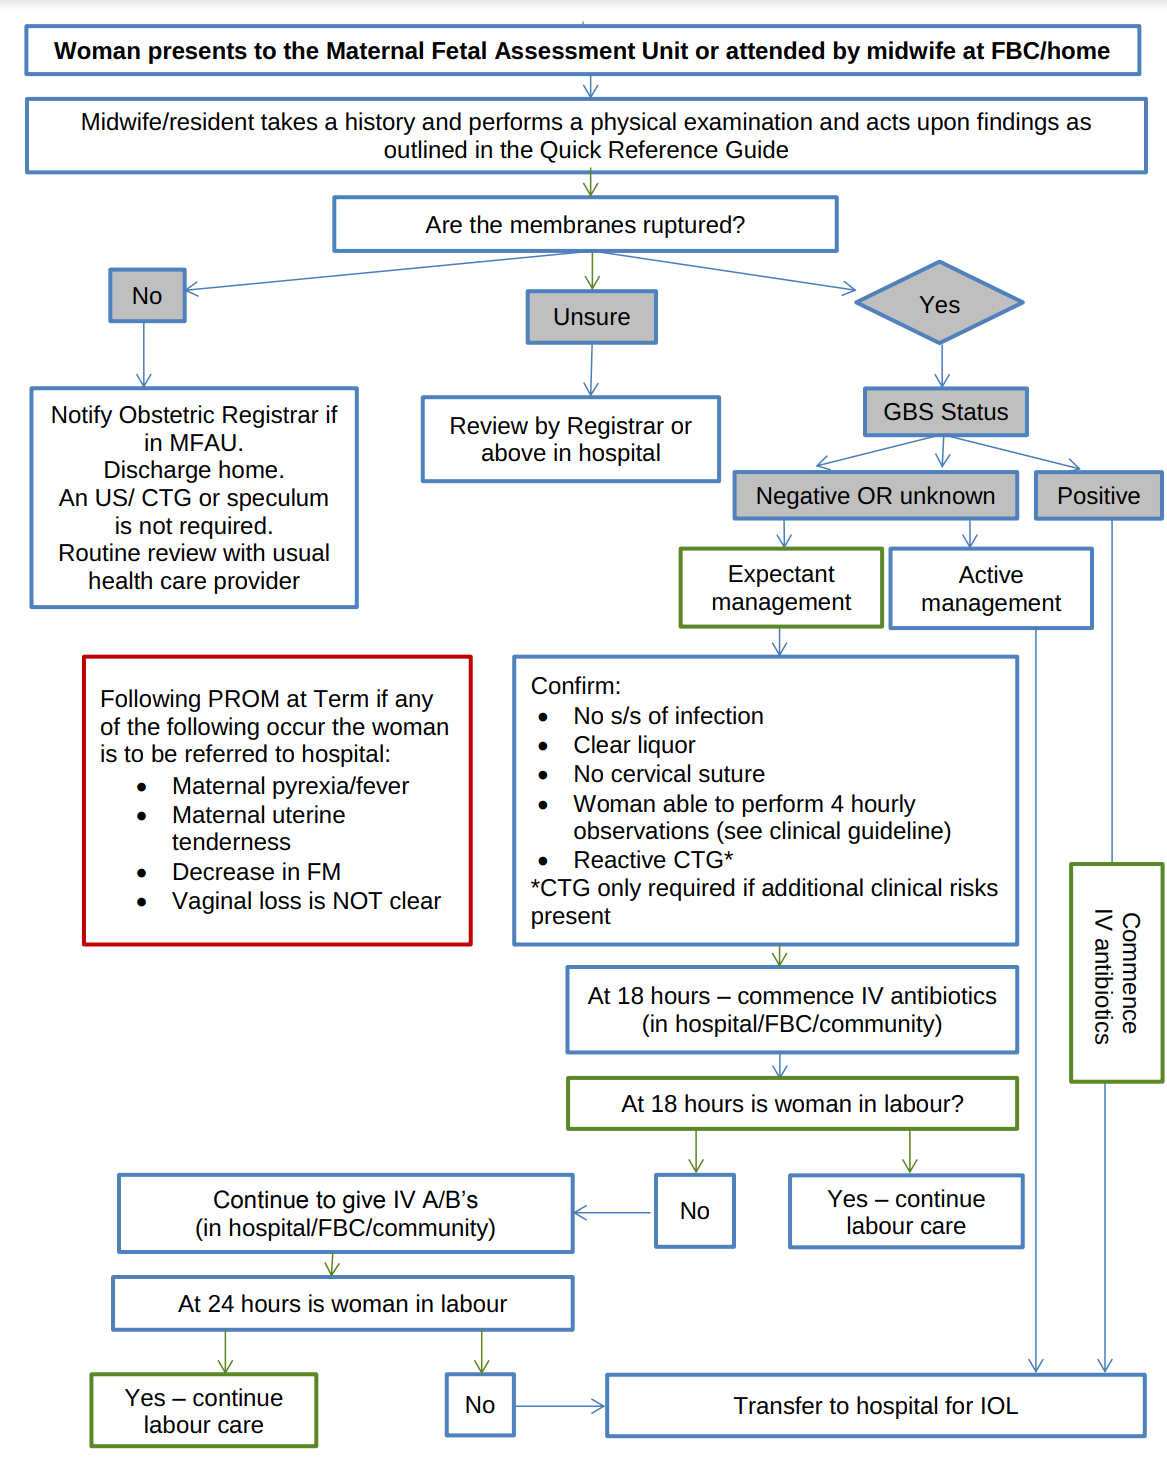 Woman presents to the Maternal Fetal Assessment Unit or attended by midwife at FBC/home
Midwife/resident takes a history and performs a physical examination and acts upon findings as
outlined in the Quick Reference Guide
Are the membranes ruptured?
No
Unsure
Yes
Notify Obstetric Registrar if
in MFAU.
Discharge home.
An US/ CTG or speculum
is not required.
Routine review with usual
health care provider
Review by Registrar or
above in hospital
GBS Status
Negative OR unknown
Positive
Expectant
management
Active
management
Following PROM at Term if any
of the following occur the woman
is to be referred to hospital:
• Maternal pyrexia/fever
• Maternal uterine
tenderness
• Decrease in FM
• Vaginal loss is NOT clear
Confirm:
• No s/s of infection
• Clear liquor
• No cervical suture
• Woman able to perform 4 hourly
observations (see clinical guideline)
• Reactive CTG*
*CTG only required if additional clinical risks
present
Commence
IV antibiotics
At 18 hours – commence IV antibiotics
(in hospital/FBC/community)
At 18 hours is woman in labour?
Continue to give IV A/B’s
(in hospital/FBC/community)
No
Yes – continue
labour care
At 24 hours is woman in labour
Yes – continue
labour care
No
Transfer to hospital for IOL